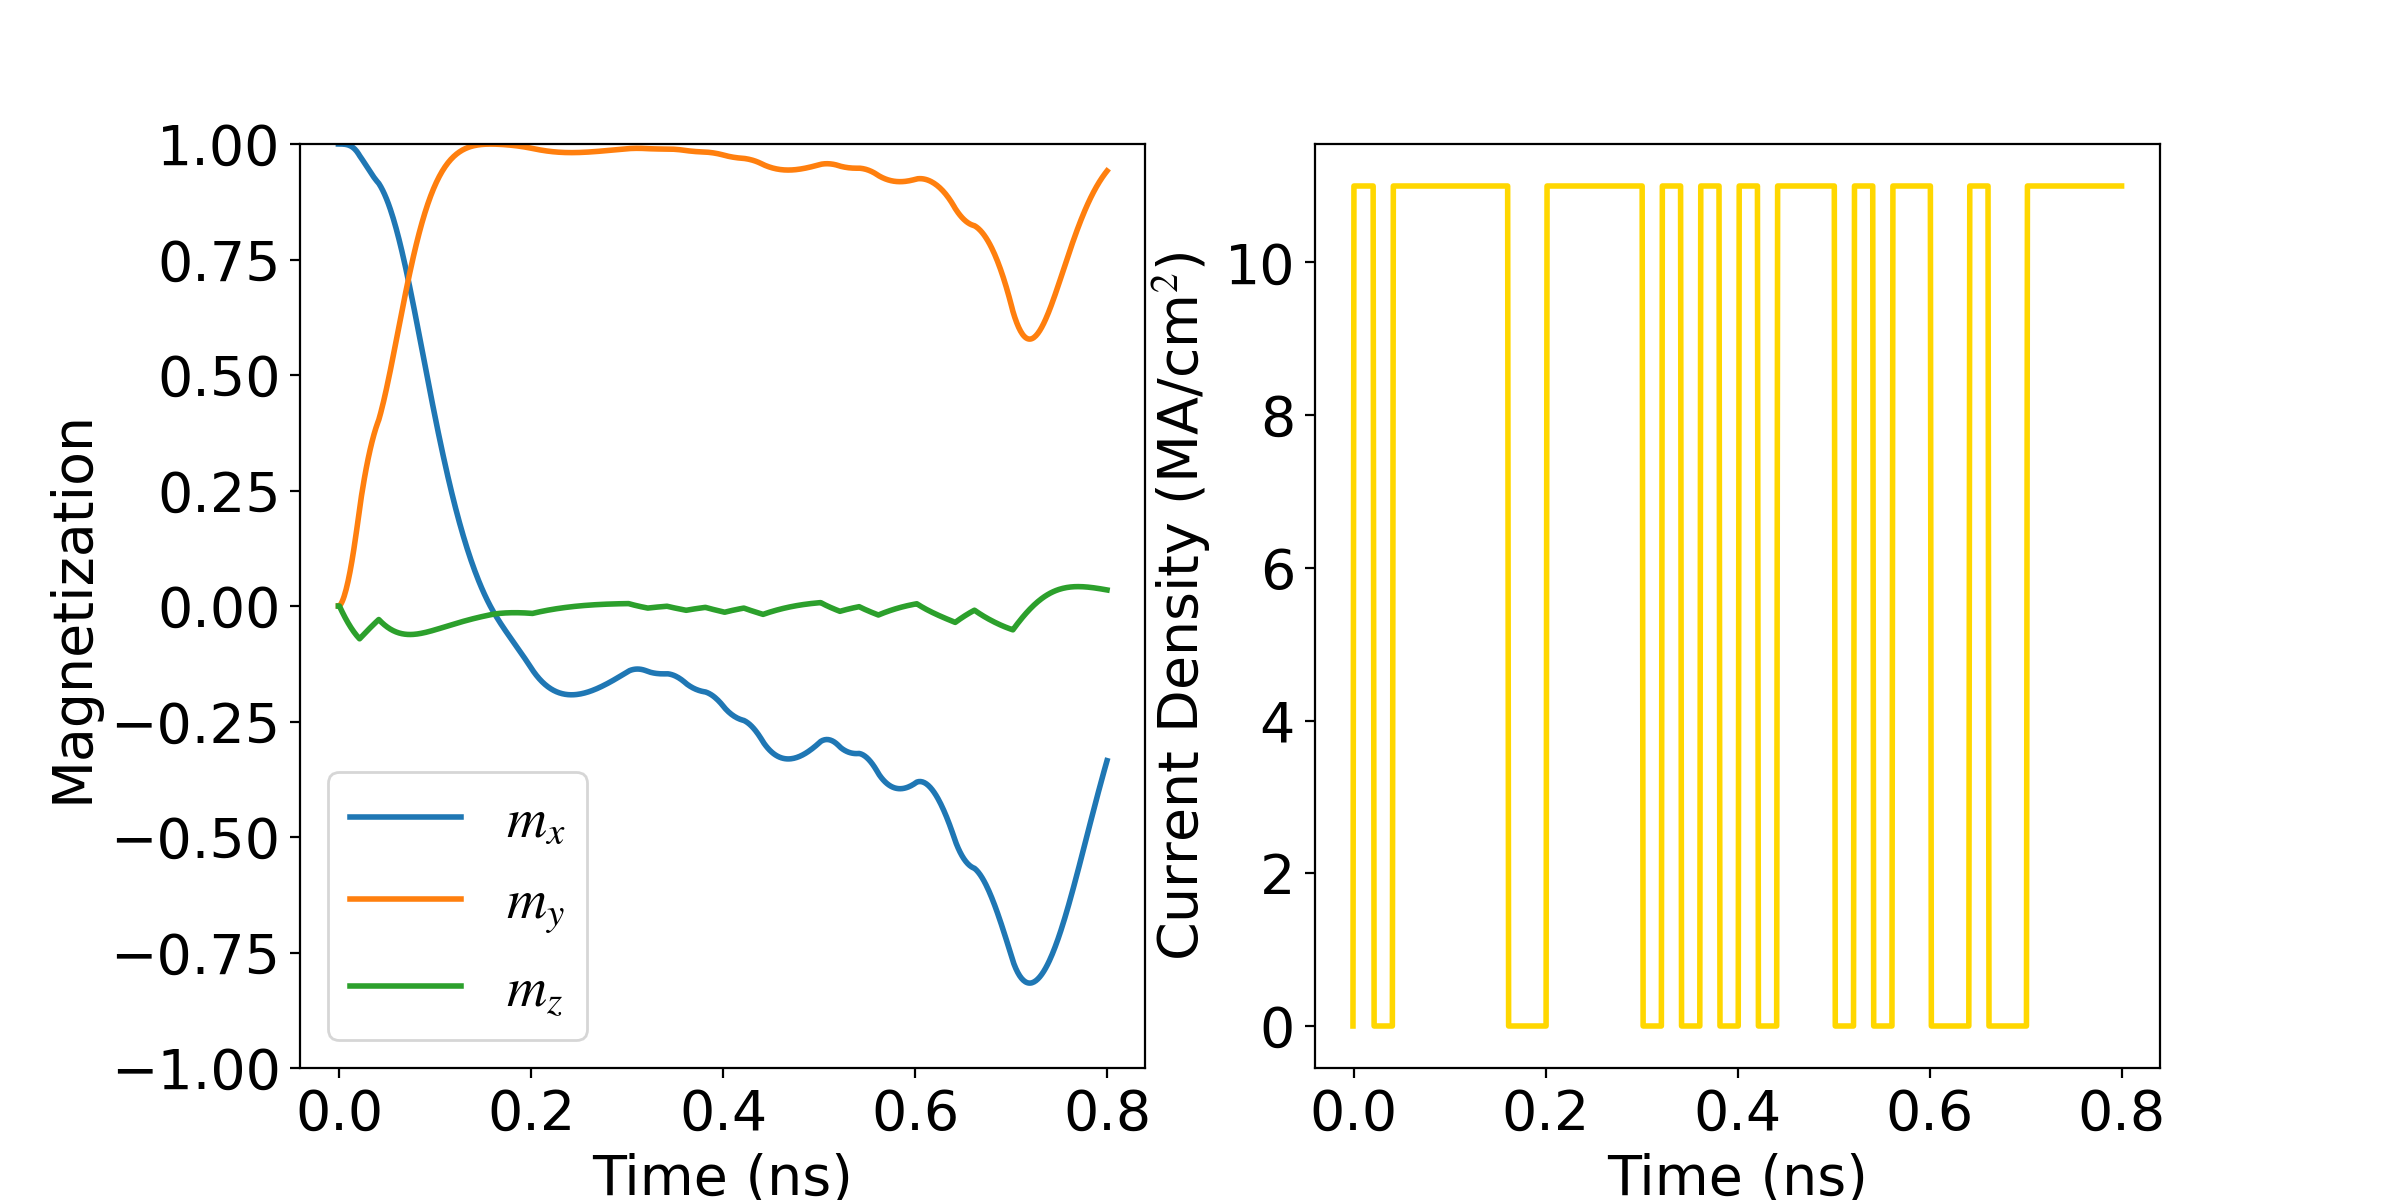 Magnetization
1.00
0.75
0.50
0.25
0.00
−0.25
−0.50
−0.75
−1.00
0.0 0.2 0.4 0.6 0.8
Time (ns)
m_x
m_y
m_z
Current Density (MA/cm²)
10
8
6
4
2
0
0.0 0.2 0.4 0.6 0.8
Time (ns)